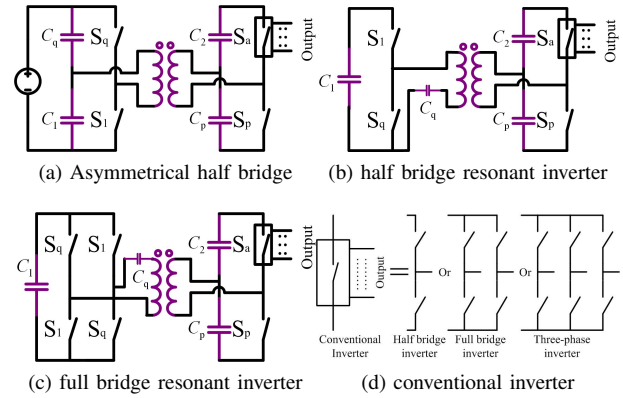 C_q S_q C_2 S_a Output
C_1 S_1 C_p S_p
(a) Asymmetrical half bridge
S_1 C_2 S_a Output
C_1
S_q C_q C_p S_p
(b) half bridge resonant inverter
S_q S_1 C_2 S_a Output
C_1 C_q
S_1 S_q C_p S_p
(c) full bridge resonant inverter
Output Output = Or Or
Conventional Inverter
Half bridge inverter
Full bridge inverter
Three-phase inverter
(d) conventional inverter